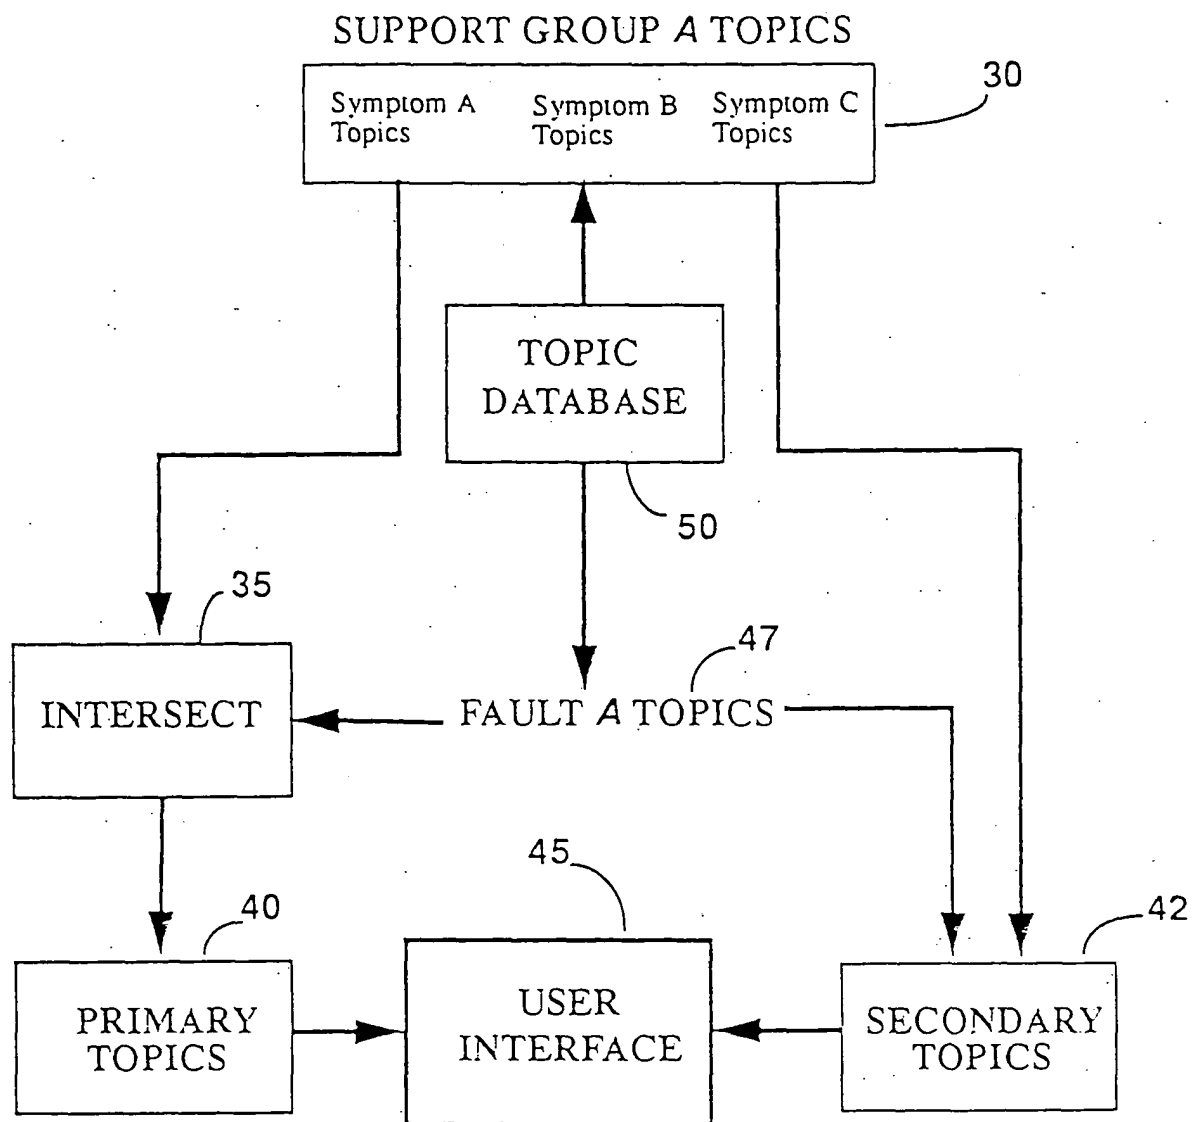 SUPPORT GROUP A TOPICS
30
Symptom A
Topics
Symptom B
Topics
Symptom C
Topics
TOPIC
DATABASE
50
35
47
INTERSECT
FAULT A TOPICS
45
40
42
PRIMARY
TOPICS
USER
INTERFACE
SECONDARY
TOPICS